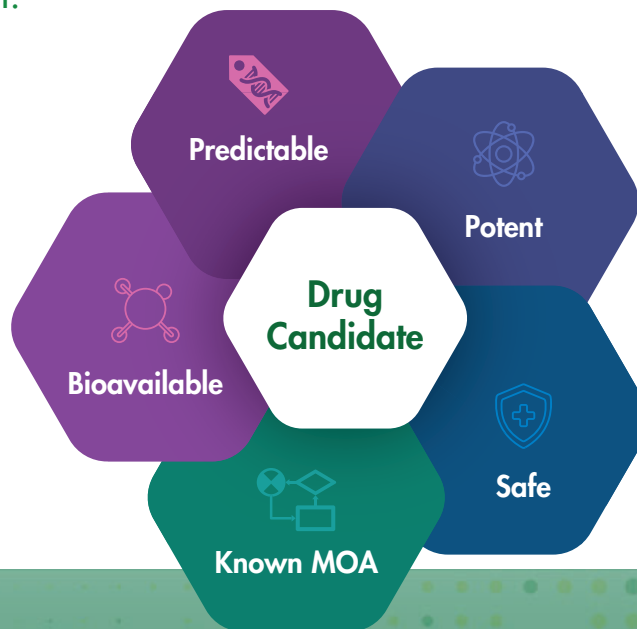 Predictable
Potent
Drug
Candidate
Bioavailable
Safe
Known MOA